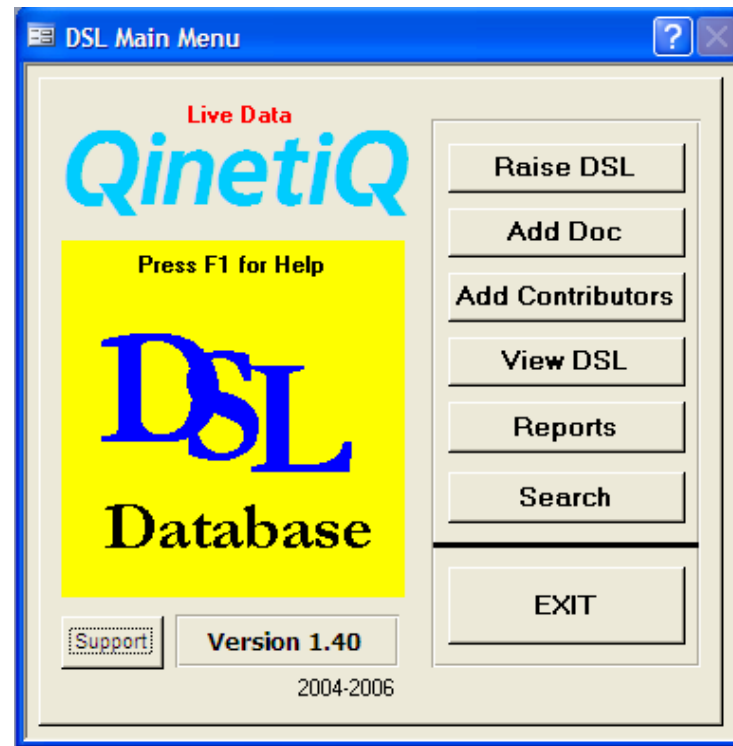 DSL Main Menu
Live Data
QinetiQ
Press F1 for Help
DSL
Database
Support
Version 1.40
2004-2006
Raise DSL
Add Doc
Add Contributors
View DSL
Reports
Search
EXIT